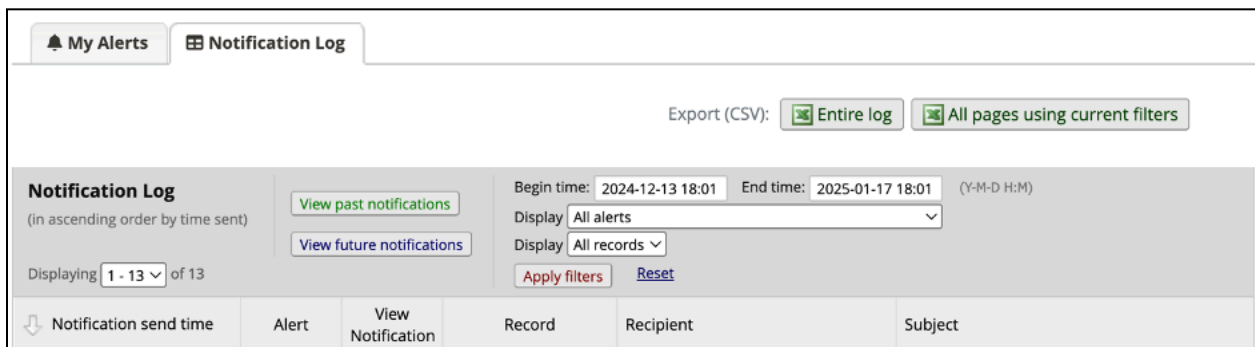 My Alerts
Notification Log
Export (CSV): Entire log All pages using current filters
Notification Log
(in ascending order by time sent)
Displaying 1 - 13 of 13
View past notifications
View future notifications
Begin time: 2024-12-13 18:01 End time: 2025-01-17 18:01 (Y-M-D H:M)
Display All alerts
Display All records
Apply filters Reset
Notification send time Alert View Notification Record Recipient Subject